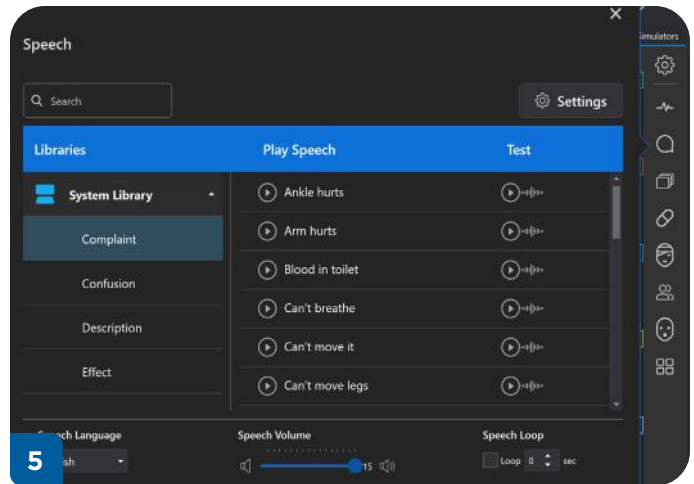 Simulators
Speech
Search
Settings
Libraries Play Speech Test
System Library
Ankle hurts
Complaint
Arm hurts
Confusion
Blood in toilet
Description
Can't breathe
Effect
Can't move it
Can't move legs
Speech Volume Speech Loop
Language
15 Loop 0 sec
5